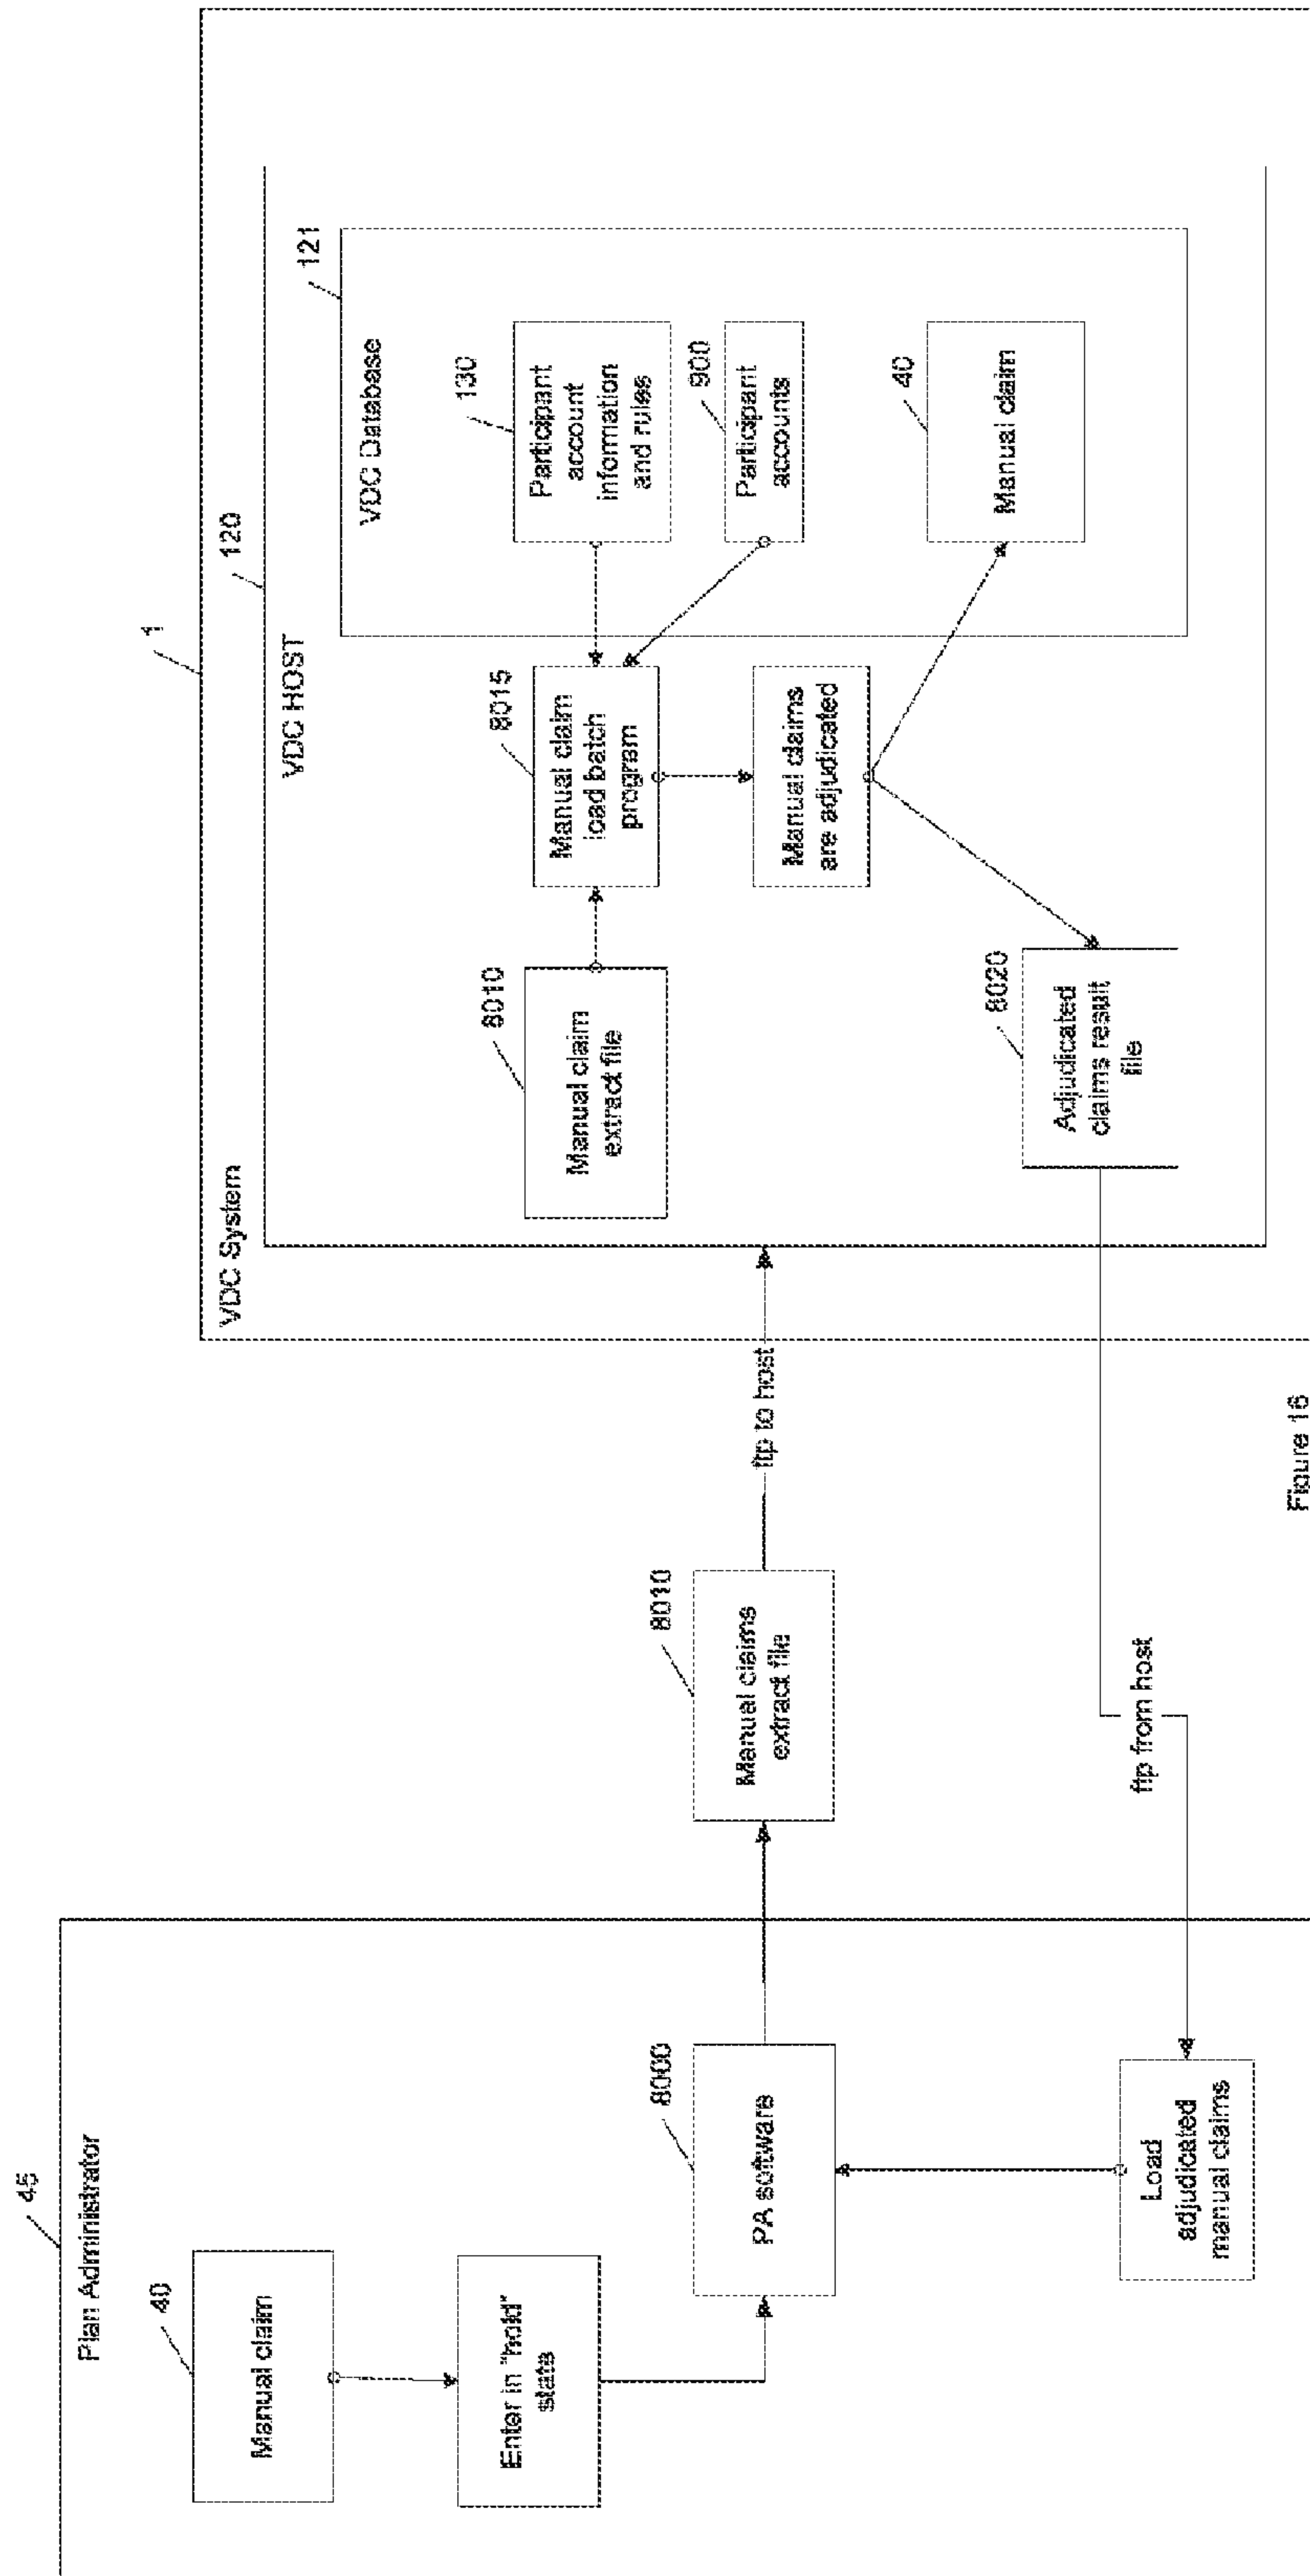 45
Plan Administrator
40
Manual claim
Enter in "hold"
state
8000
PA software
Load
adjudicated
manual claims
8010
Manual claims
extract file
ftp to host
ftp from host
1
VDC System
120
VDC HOST
8010
Manual claim
extract file
8015
Manual claim
load batch
program
Manual claims
are adjudicated
8020
Adjudicated
claims result
file
121
VDC Database
130
Participant
account
information
and rules
900
Participant
accounts
40
Manual claim
Figure 16